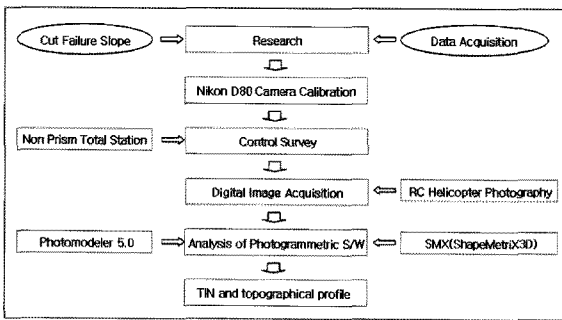 Cut Failure Slope
Research
Data Acquisition
Nikon D80 Camera Calibration
Non Prism Total Station
Control Survey
Digital Image Acquisition
RC Helicopter Photography
Photomodeler 5.0
Analysis of Photogrammetric S/W
SMX(ShapeMetriX3D)
TIN and topographical profile